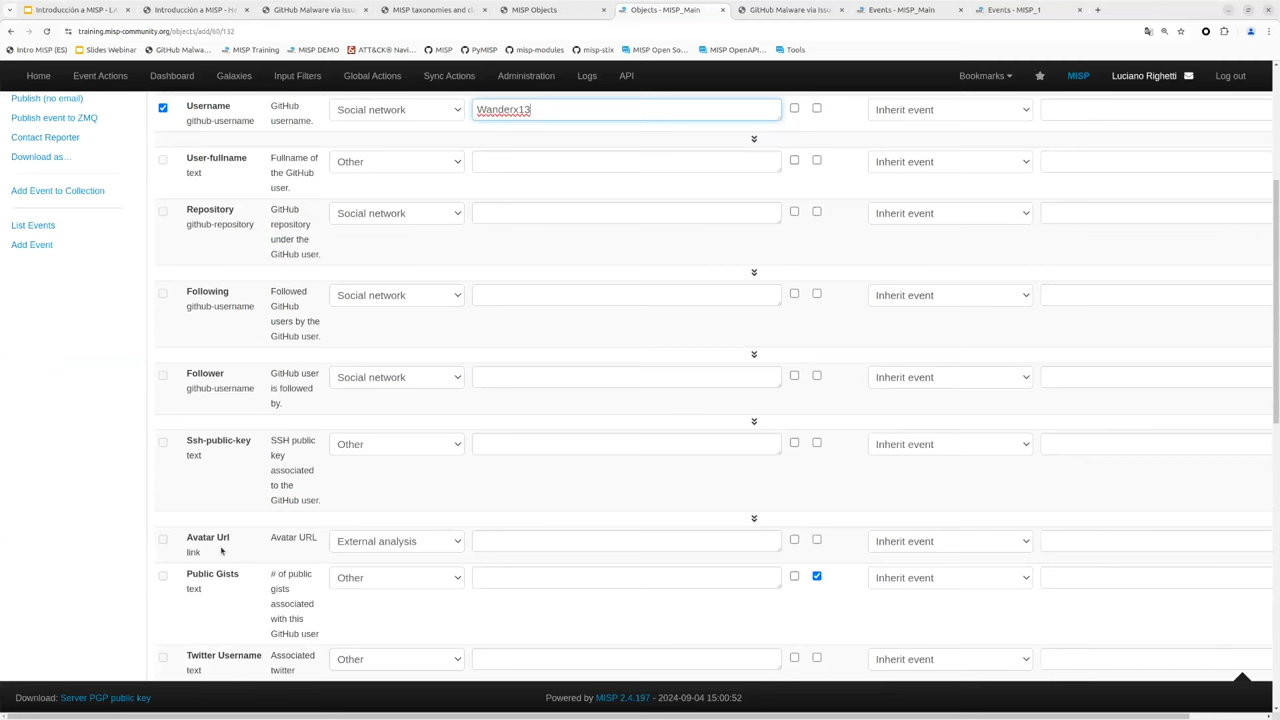 Introducción a MISP - LA
Introducción a MISP - He
GitHub Malware via Issu
MISP taxonomies and cl
MISP Objects
Objects - MISP_Main
GitHub Malware via Issu
Events - MISP_Main
Events - MISP_1
training.misp-community.org/objects/add/60/132
Intro MISP (ES) Slides Webinar GitHub Malwa... MISP Training MISP DEMO ATT&CK® Navi... MISP PyMISP misp-modules misp-stix MISP Open So... MISP OpenAPI... Tools
Home Event Actions Dashboard Galaxies Input Filters Global Actions Sync Actions Administration Logs API Bookmarks MISP Luciano Righetti Log out
Publish (no email)
Publish event to ZMQ
Contact Reporter
Download as...
Add Event to Collection
List Events
Add Event
Username GitHub Social network Wanderx13 Inherit event
github-username username.
User-fullname Fullname of Other Inherit event
text the GitHub
user.
Repository GitHub Social network Inherit event
github-repository repository
under the
GitHub user.
Following Followed Social network Inherit event
github-username GitHub
users by the
GitHub user.
Follower GitHub user Social network Inherit event
github-username is followed
by.
Ssh-public-key SSH public Other Inherit event
text key
associated
to the
GitHub user.
Avatar Url Avatar URL External analysis Inherit event
link
Public Gists # of public Other Inherit event
text gists
associated
with this
GitHub user
Twitter Username Associated Other Inherit event
text twitter
Download: Server PGP public key Powered by MISP 2.4.197 - 2024-09-04 15:00:52